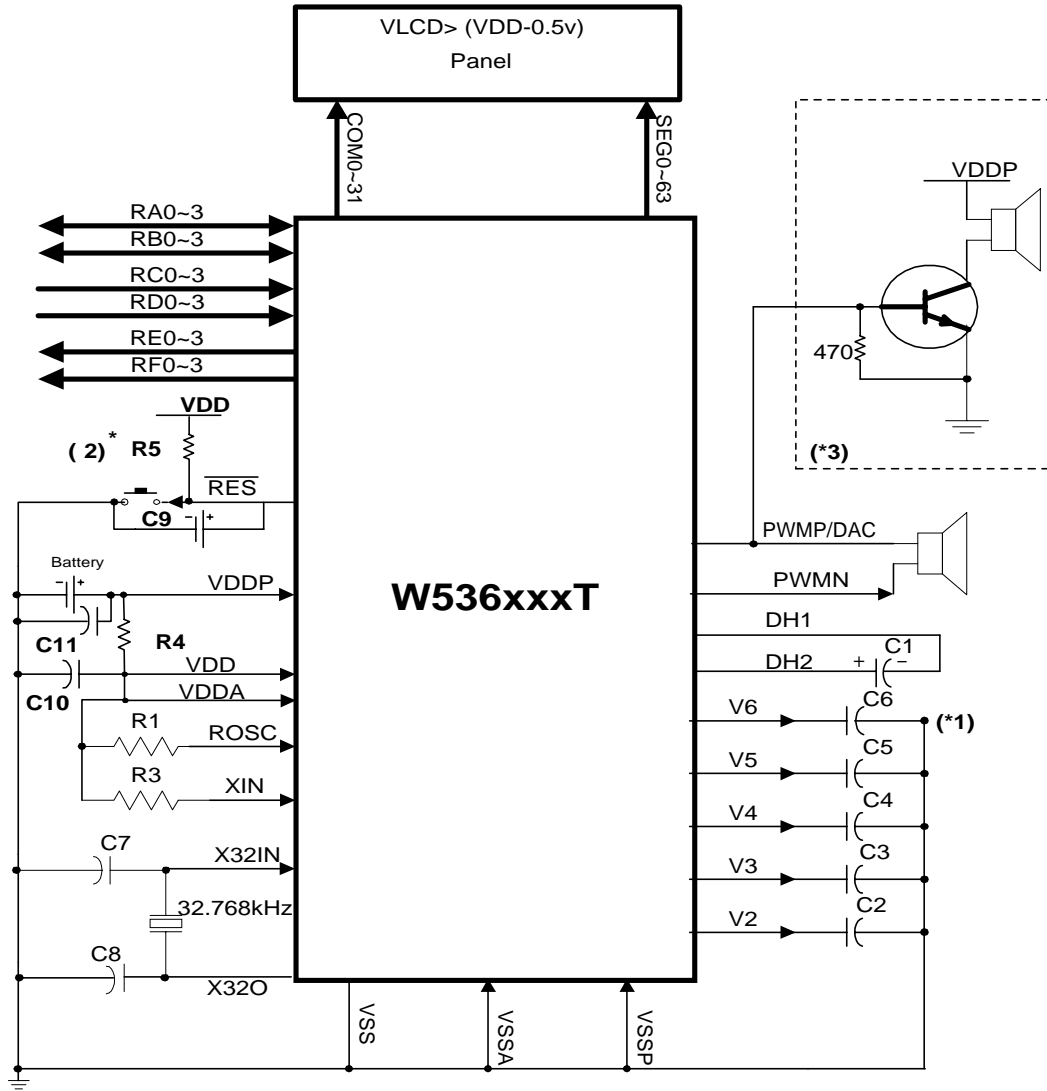 VLCD> (VDD-0.5v)
Panel
COM0~31
SEG0~63
VDDP
RA0~3
RB0~3
RC0~3
RD0~3
RE0~3
RF0~3
470
(*3)
VDD
( 2)* R5
RES
C9
- +
Battery
- +
VDDP
C11
R4
VDD
C10
VDDA
R1
ROSC
R3
XIN
C7
X32IN
32.768kHz
C8
X32O
W536xxxT
PWMP/DAC
PWMN
DH1
C1
DH2
+ -
C6
V6
(*1)
C5
V5
C4
V4
C3
V3
C2
V2
VSS
VSSA
VSSP